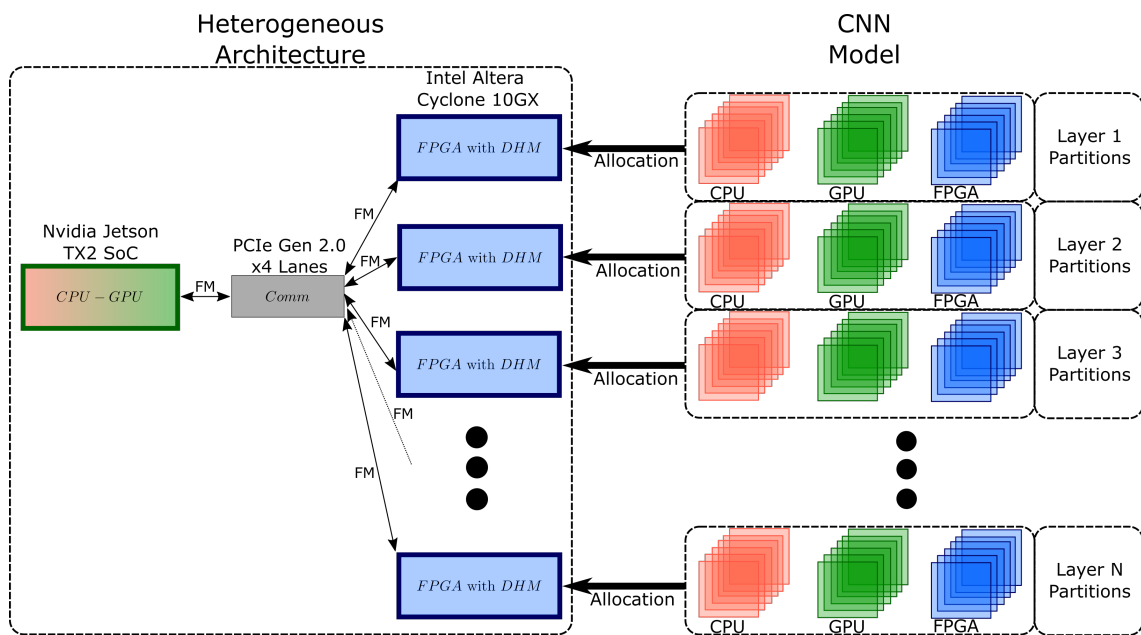 Heterogeneous
Architecture
CNN
Model
Intel Altera
Cyclone 10GX
FPGA with DHM
Allocation
CPU
GPU
FPGA
Layer 1
Partitions
FM
Nvidia Jetson
TX2 SoC
CPU - GPU
FM
PCIe Gen 2.0
x4 Lanes
Comm
FM
FPGA with DHM
Allocation
CPU
GPU
FPGA
Layer 2
Partitions
FM
FPGA with DHM
Allocation
Layer 3
Partitions
FM
FM
FPGA with DHM
Allocation
CPU
GPU
FPGA
Layer N
Partitions